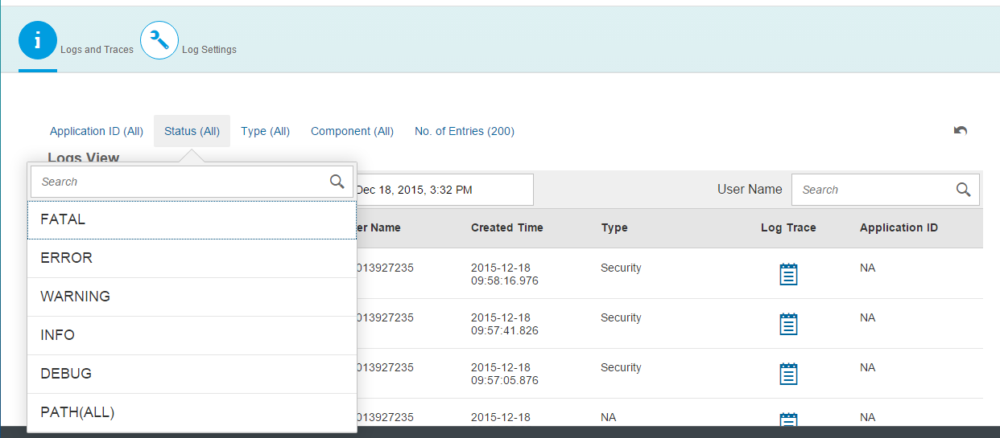 Logs and Traces
Log Settings
Application ID (All)
Status (All)
Type (All)
Component (All)
No. of Entries (200)
Logs View
Search
Dec 18, 2015, 3:32 PM
User Name
Search
FATAL
ERROR
WARNING
INFO
DEBUG
PATH(ALL)
er Name
Created Time
Type
Log Trace
Application ID
013927235
2015-12-18
09:58:16.976
Security
NA
013927235
2015-12-18
09:57:41.826
Security
NA
013927235
2015-12-18
09:57:05.876
Security
NA
013927235
2015-12-18
NA
NA